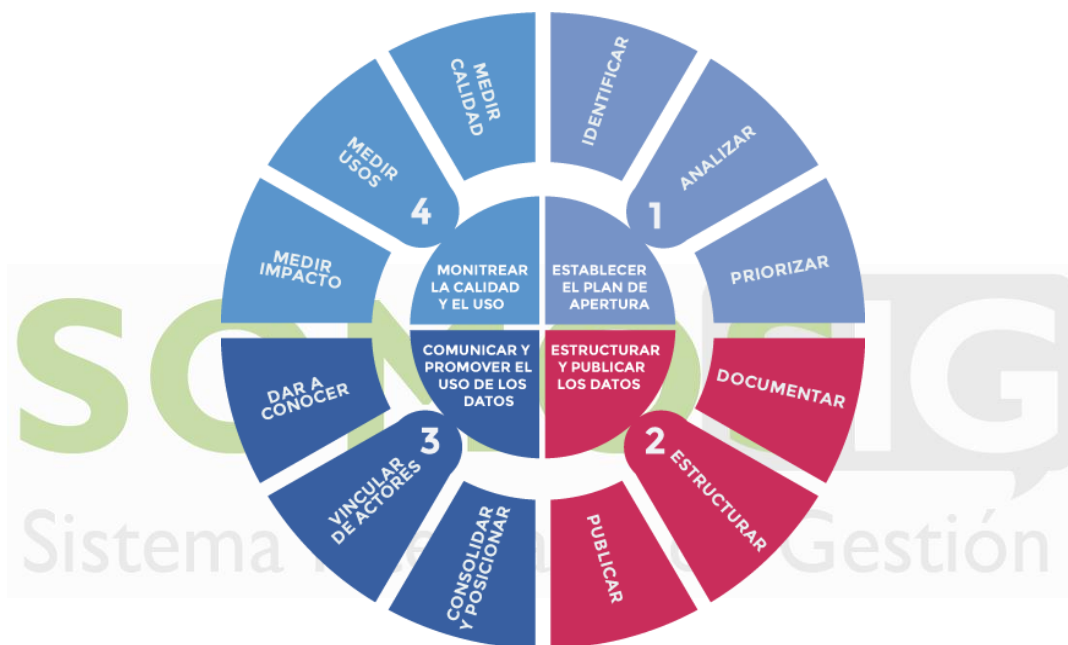 IDENTIFICAR
ANALIZAR
PRIORIZAR
1
ESTABLECER
EL PLAN DE
APERTURA
DOCUMENTAR
ESTRUCTURAR
PUBLICAR
2
ESTRUCTURAR
Y PUBLICAR
LOS DATOS
CONSOLIDAR
Y POSICIONAR
VINCULAR
DE ACTORES
DAR A
CONOCER
3
COMUNICAR Y
PROMOVER EL
USO DE LOS
DATOS
MEDIR
IMPACTO
MEDIR
USOS
MEDIR
CALIDAD
4
MONITREAR
LA CALIDAD
Y EL USO
SOMOSIG
Sistema
Gestión